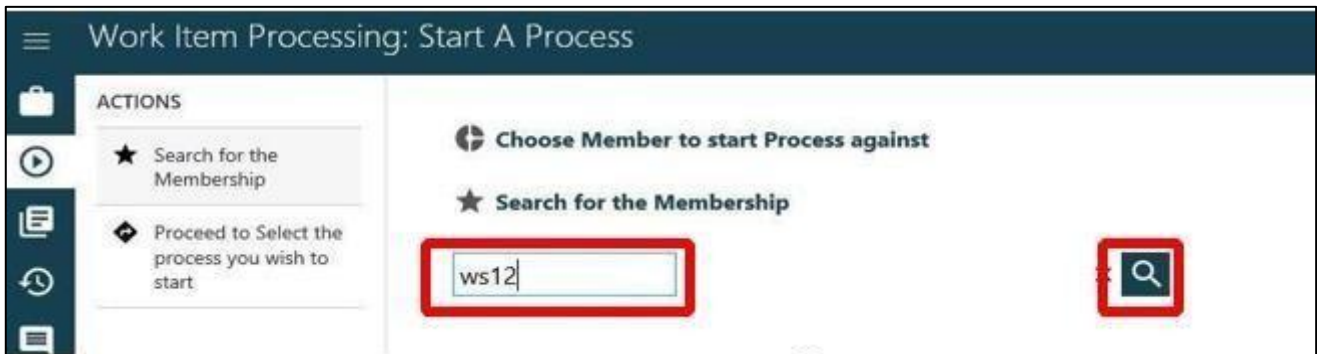 Work Item Processing: Start A Process
ACTIONS
Search for the
Membership
Proceed to Select the
process you wish to
start
Choose Member to start Process against
Search for the Membership
ws12